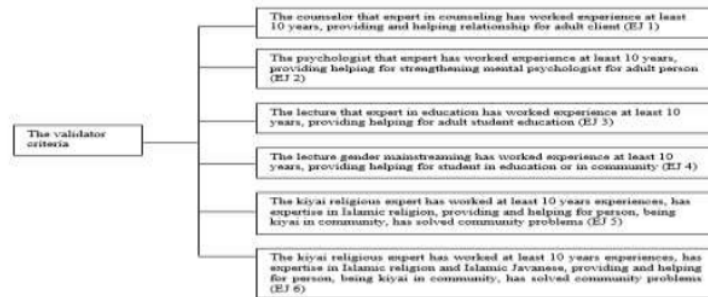 The counselor that expert in counseling has worked experience at least
10 years, providing and helping relationship for adult client (EJ 1)
The psychologist that expert has worked experience at least 10 years,
providing helping for strengthening mental psychologist for adult person
(EJ 2)
The lecture that expert in education has worked experience at least 10
years, providing helping for adult student education (EJ 3)
The validator
criteria
The lecture gender mainstreaming has worked experience at least 10
years, providing helping for student in education or in community (EJ 4)
The kiyai religious expert has worked at least 10 years experiences, has
expertise in Islamic religion, providing and helping for person, being
kiyai in community, has solved community problems (EJ 5)
The kiyai religious expert has worked at least 10 years experiences, has
expertise in Islamic religion and Islamic Javanese, providing and helping
for person, being kiyai in community, has solved community problems
(EJ 6)